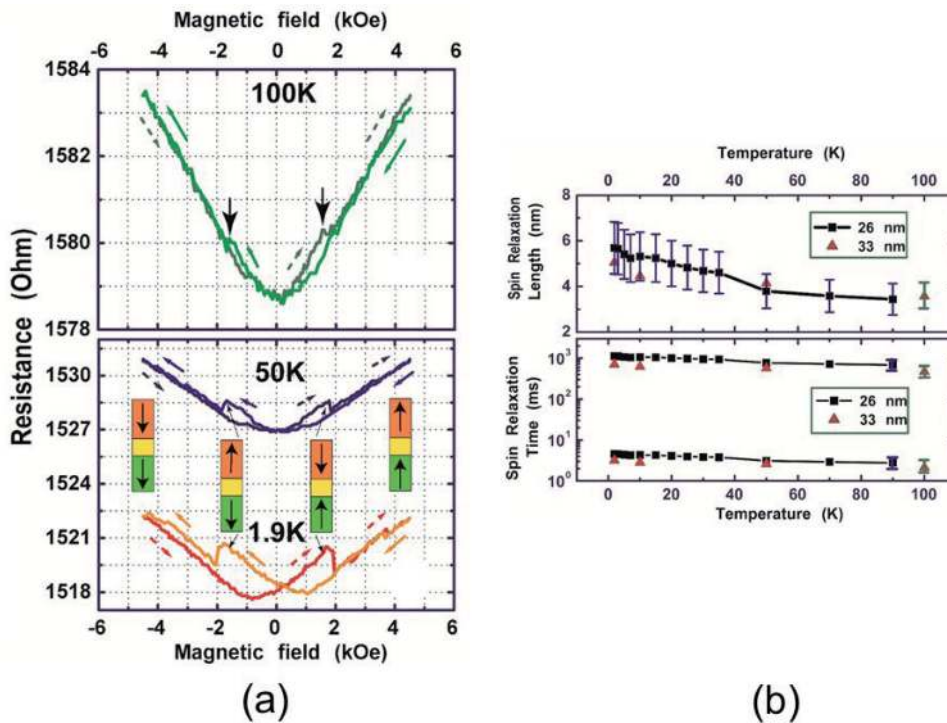 Magnetic field (kOe)
-6 -4 -2 0 2 4 6
1584
100K
1582
1580
1578
1530
50K
1527
1524
1521
1.9K
1518
-6 -4 -2 0 2 4 6
Magnetic field (kOe)
Resistance (Ohm)
(a)
Temperature (K)
0 20 40 60 80 100
8
6
4
2
Spin Relaxation
Length (nm)
26 nm
33 nm
10³
10²
10¹
10⁰
Spin Relaxation
Time (ms)
26 nm
33 nm
0 20 40 60 80 100
Temperature (K)
(b)